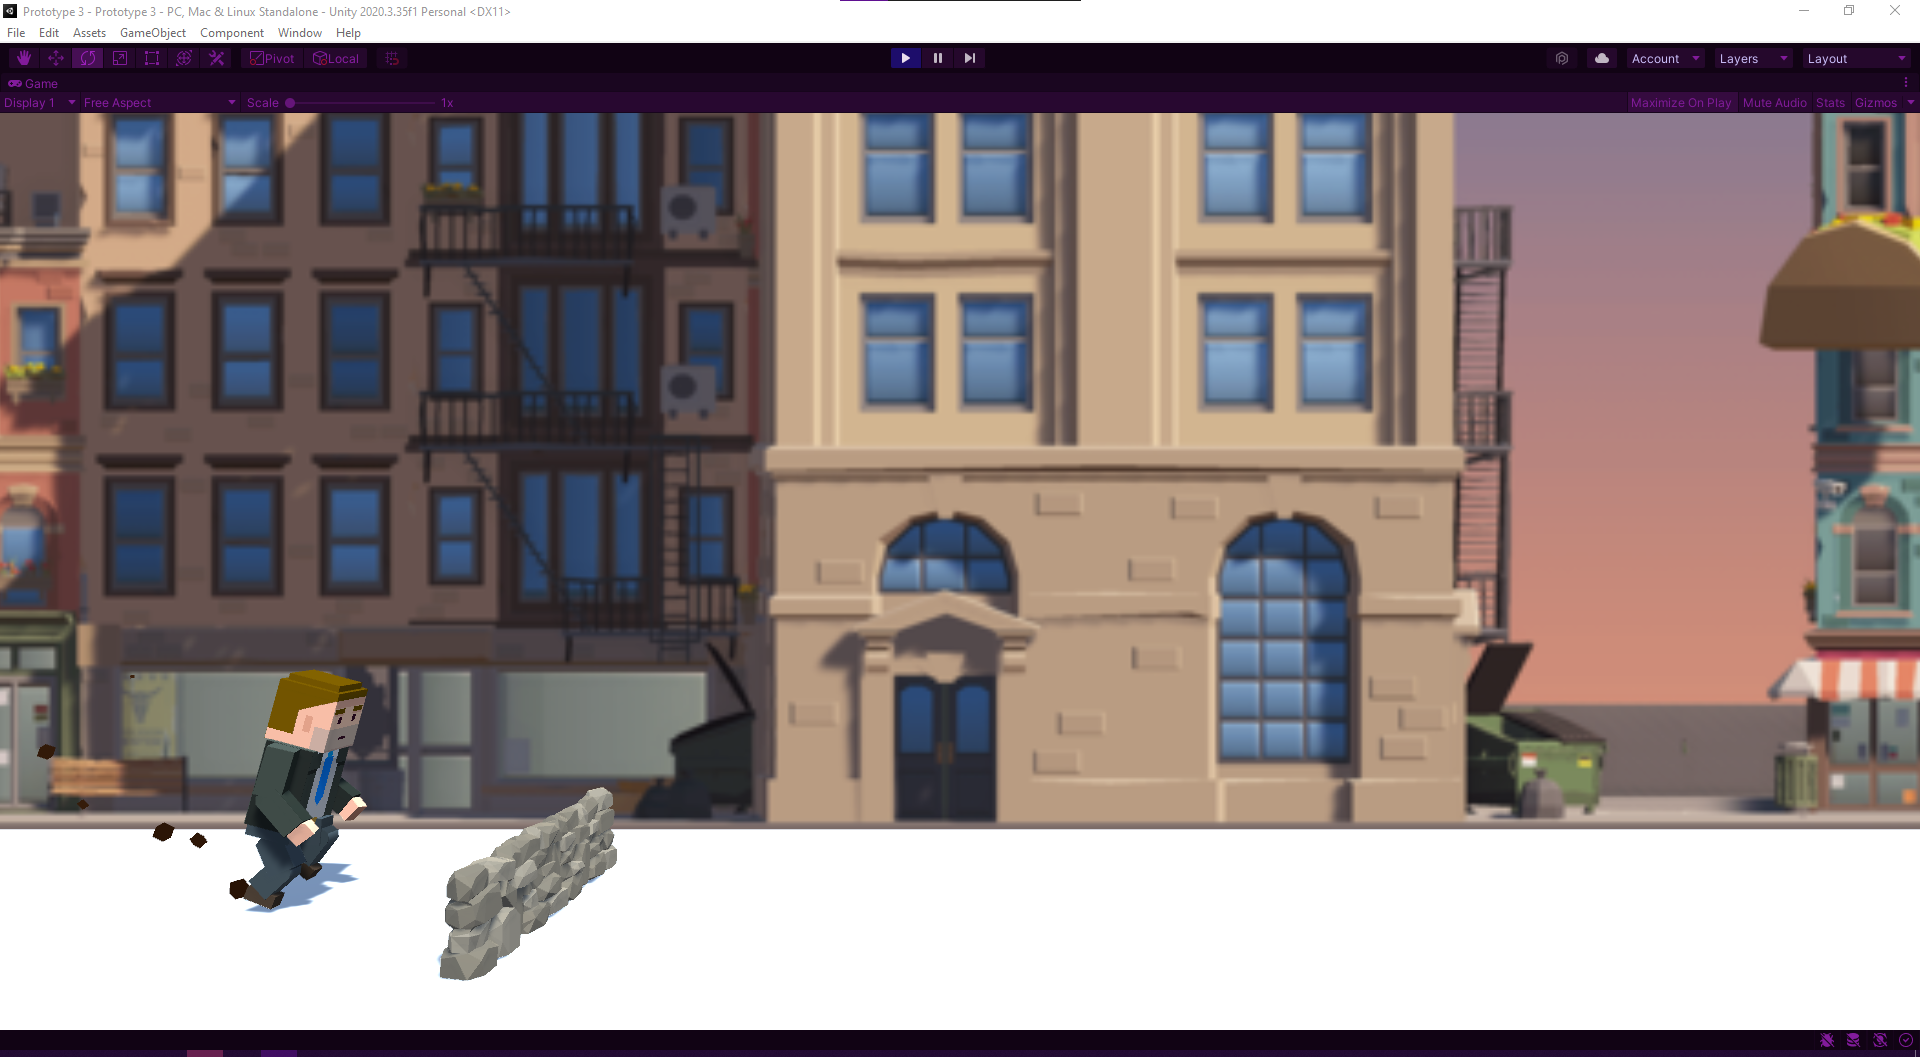 Prototype 3 - Prototype 3 - PC, Mac & Linux Standalone - Unity 2020.3.35f1 Personal <DX11>
File Edit Assets GameObject Component Window Help
Pivot Local Account Layers Layout
Game
Display 1 Free Aspect Scale 1x Maximize On Play Mute Audio Stats Gizmos